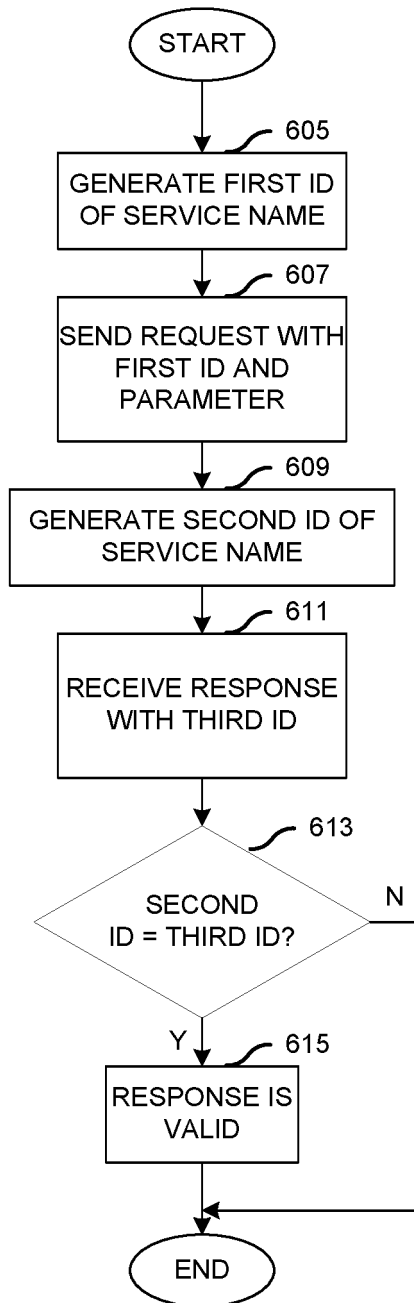 START
605
GENERATE FIRST ID
OF SERVICE NAME
607
SEND REQUEST WITH
FIRST ID AND
PARAMETER
609
GENERATE SECOND ID OF
SERVICE NAME
611
RECEIVE RESPONSE
WITH THIRD ID
613
SECOND
ID = THIRD ID?
N
Y
615
RESPONSE IS
VALID
END